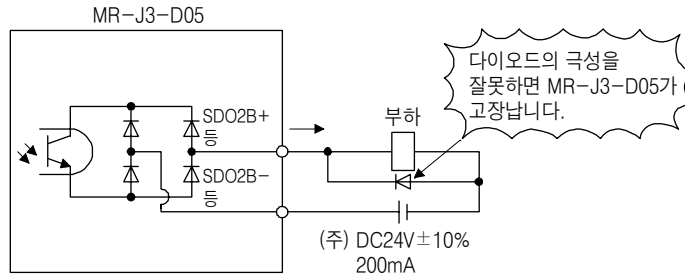 MR-J3-D05
다이오드의 극성을
잘못하면 MR-J3-D05가
고장납니다.
부하
SDO2B+
등
SDO2B-
등
(주) DC24V±10%
200mA